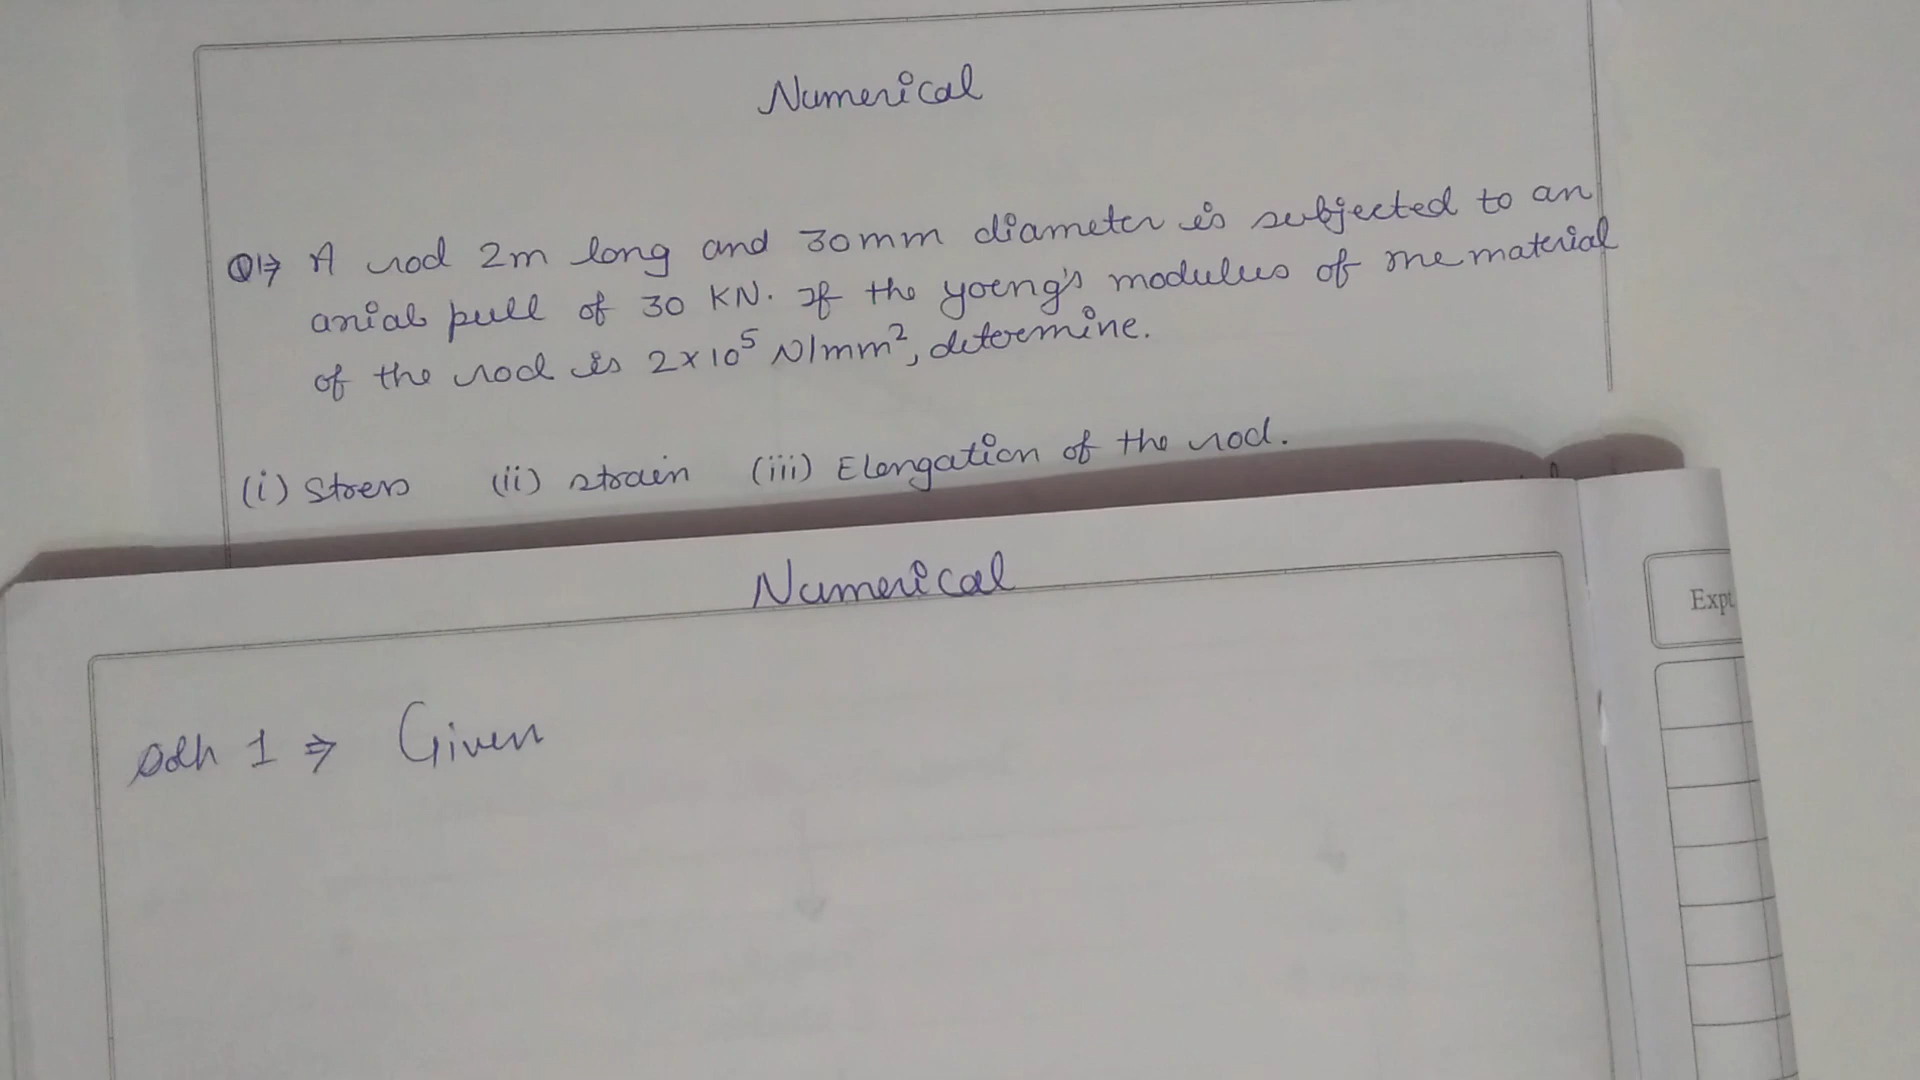 Numerical
Q1⇒ A rod 2m long and 30mm diameter is subjected to an
axial pull of 30 KN. If the young's modulus of the material
of the rod is 2×10⁵ N/mm², determine.
(i) Stress (ii) strain (iii) Elongation of the rod.
Numerical
Expt
soln 1 ⇒ Given